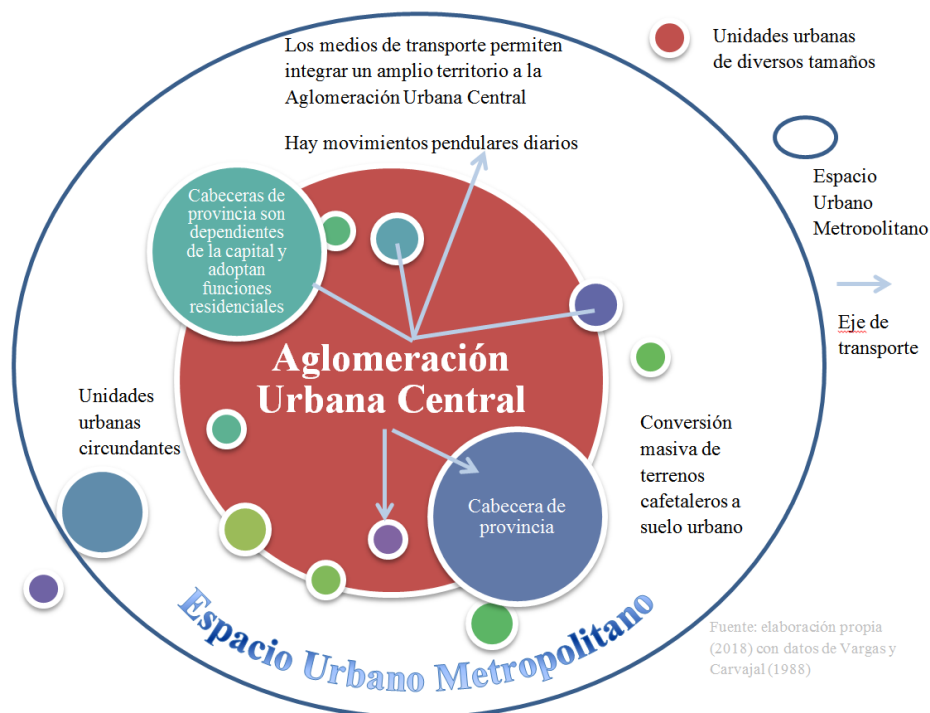 Los medios de transporte permiten
integrar un amplio territorio a la
Aglomeración Urbana Central
Hay movimientos pendulares diarios
Unidades urbanas
de diversos tamaños
Espacio
Urbano
Metropolitano
Eje de
transporte
Cabeceras de
provincia son
dependientes
de la capital y
adoptan
funciones
residenciales
Aglomeración
Urbana Central
Unidades
urbanas
circundantes
Conversión
masiva de
terrenos
cafetaleros a
suelo urbano
Cabecera de
provincia
Espacio Urbano Metropolitano
Fuente: elaboración propia
(2018) con datos de Vargas y
Carvajal (1988)